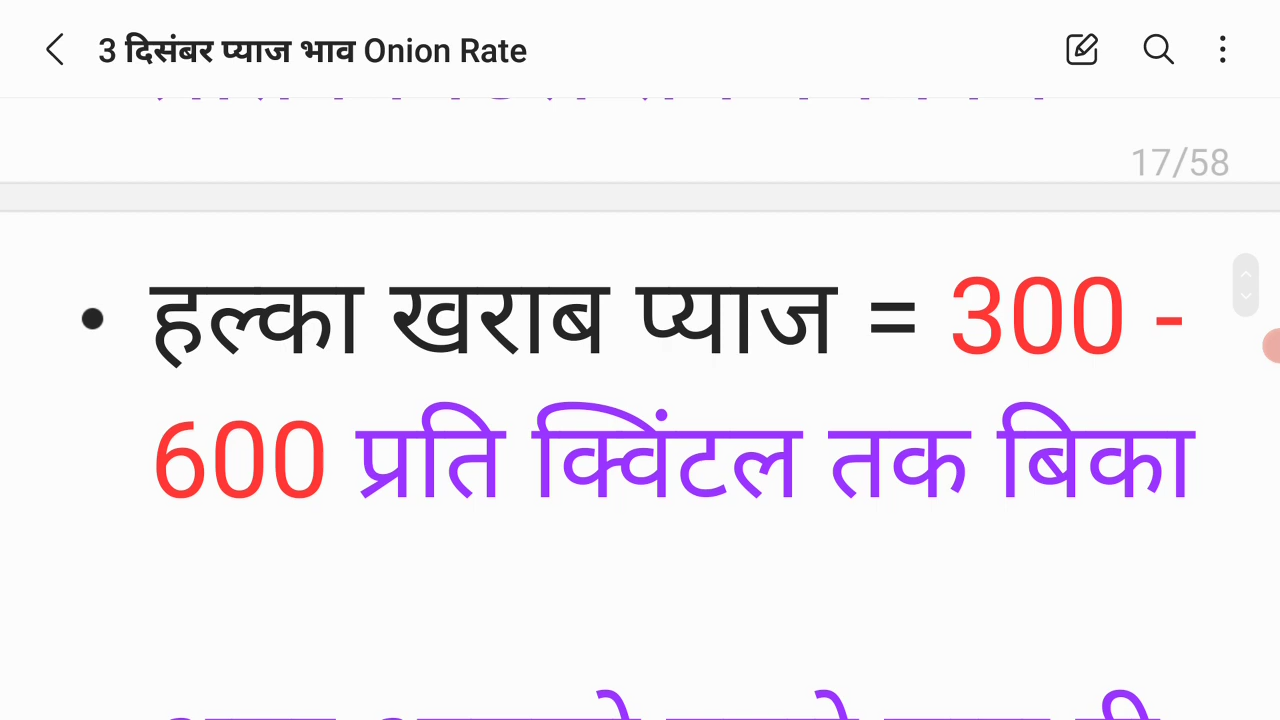 3 दिसंबर प्याज भाव Onion Rate
17/58
• हल्का खराब प्याज = 300 -
600 प्रति क्विंटल तक बिका